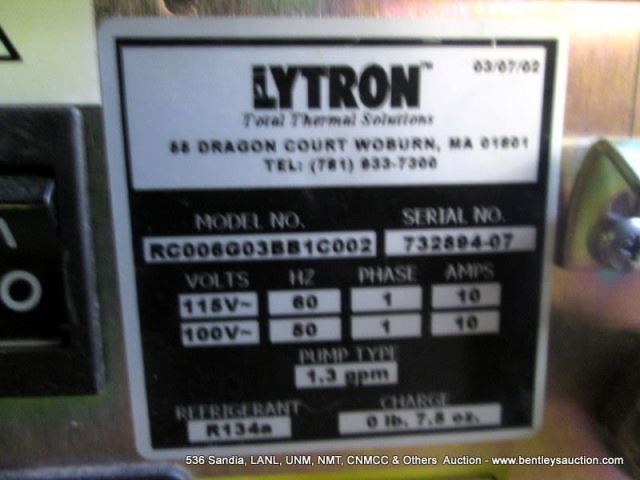 LYTRON™
03/07/02
Total Thermal Solutions
55 DRAGON COURT WOBURN, MA 01801
TEL: (781) 933-7300
MODEL NO. SERIAL NO.
RC006G03BB1C002 732894-07
VOLTS HZ PHASE AMPS
115V~ 60 1 10
100V~ 50 1 10
PUMP TYPE
1.3 gpm
REFRIGERANT CHARGE
R134a 0 lb. 7.5 oz.
536 Sandia, LANL, UNM, NMT, CNMCC & Others Auction - www.bentleysauction.com